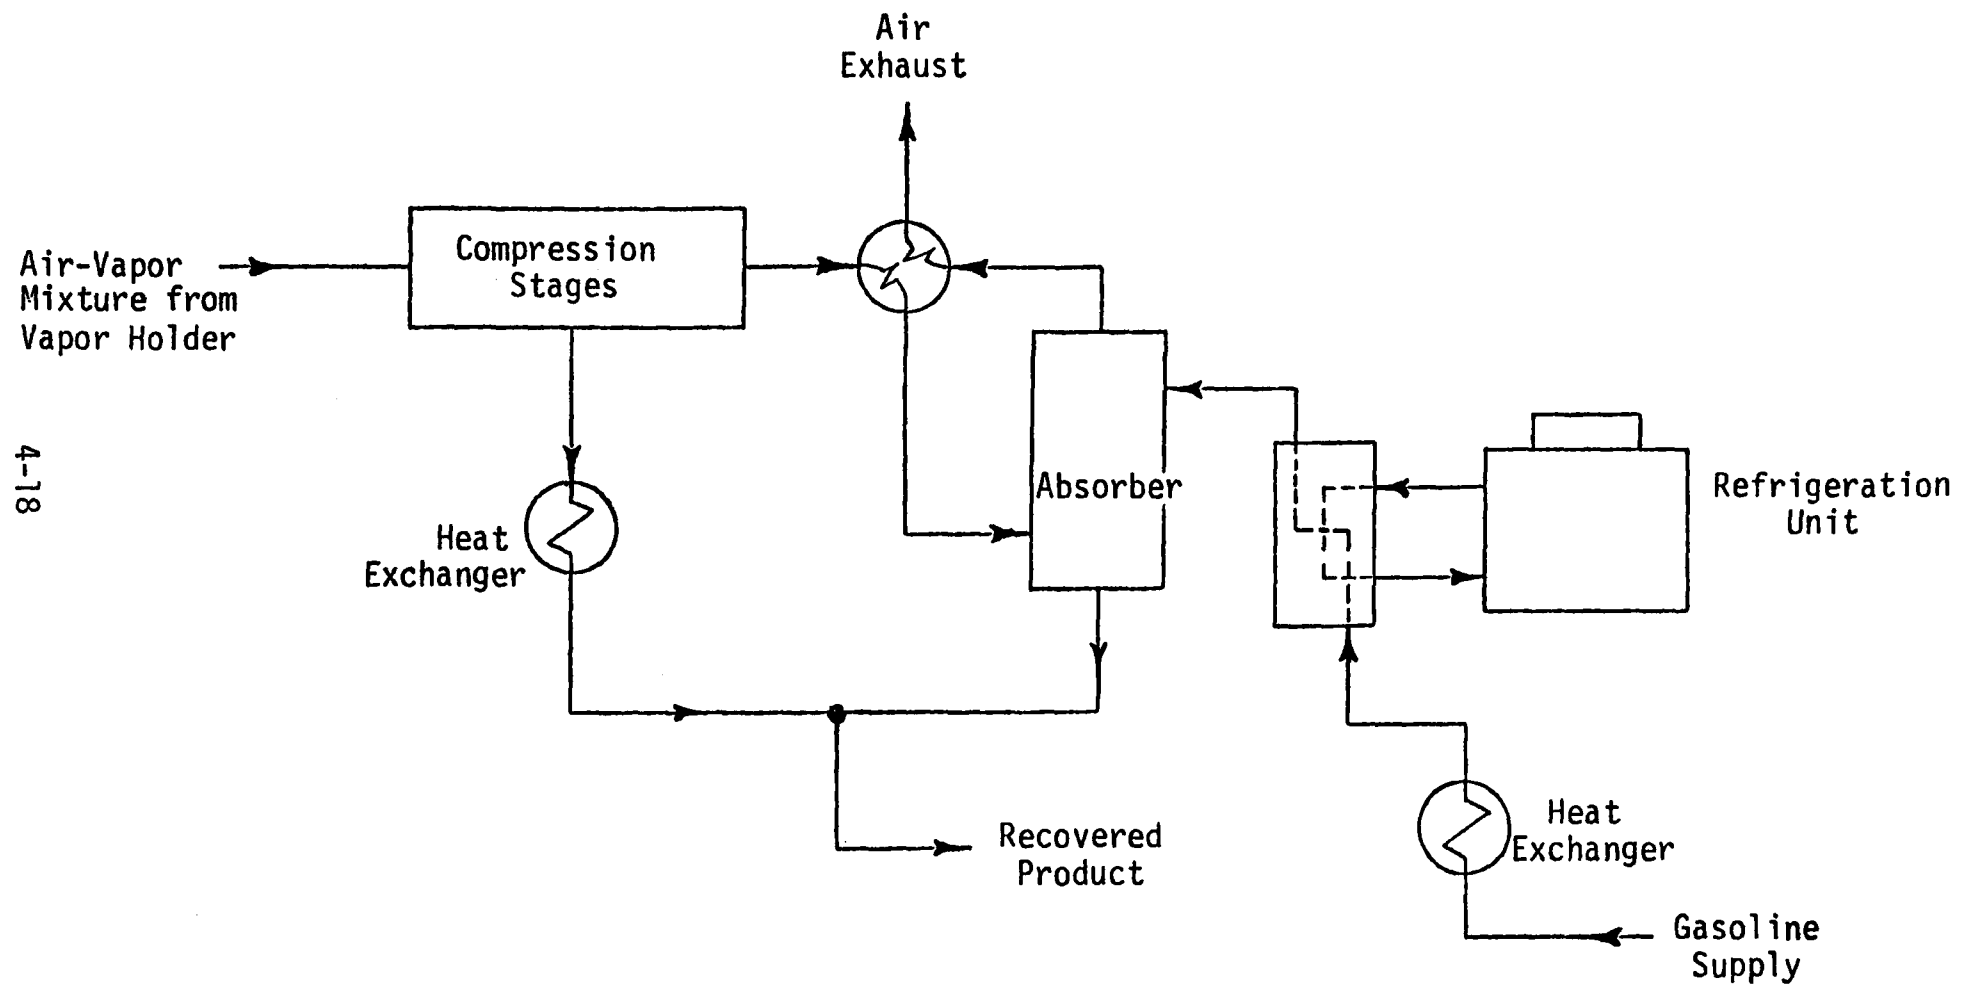 Air
Exhaust
Compression
Stages
Air-Vapor
Mixture from
Vapor Holder
4-18
Absorber
Refrigeration
Unit
Heat
Exchanger
Recovered
Product
Heat
Exchanger
Gasoline
Supply